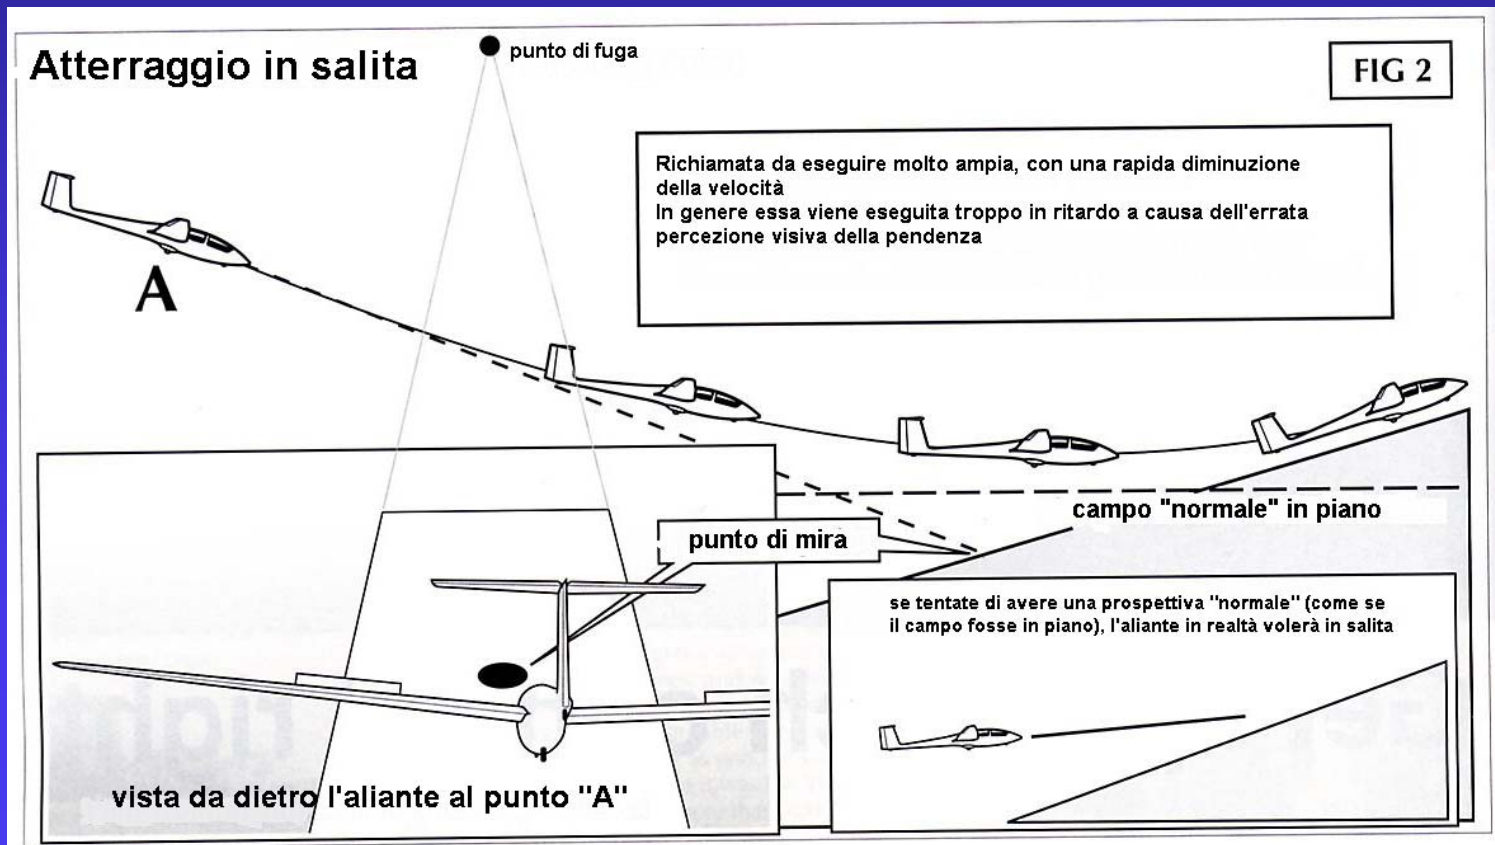 Atterraggio in salita
punto di fuga
FIG 2
Richiamata da eseguire molto ampia, con una rapida diminuzione
della velocità
In genere essa viene eseguita troppo in ritardo a causa dell'errata
percezione visiva della pendenza
A
campo "normale" in piano
punto di mira
se tentate di avere una prospettiva "normale" (come se
il campo fosse in piano), l'aliante in realtà volerà in salita
vista da dietro l'aliante al punto "A"